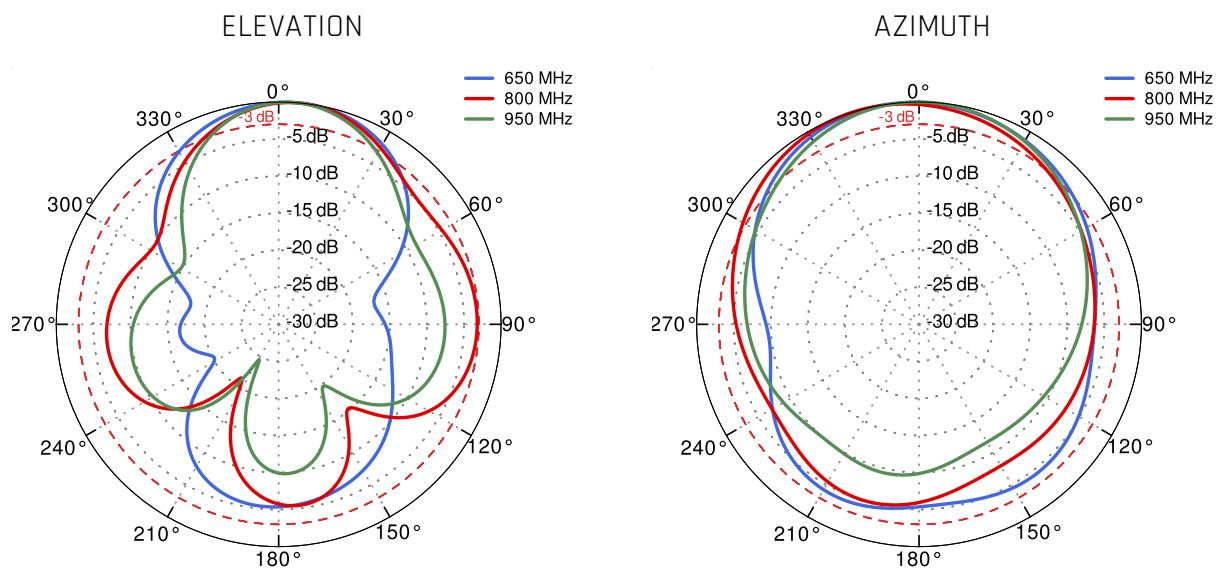 ELEVATION
650 MHz
800 MHz
950 MHz
0°
30°
60°
90°
120°
150°
180°
210°
240°
270°
300°
330°
-3 dB
-5 dB
-10 dB
-15 dB
-20 dB
-25 dB
-30 dB
AZIMUTH
650 MHz
800 MHz
950 MHz
0°
30°
60°
90°
120°
150°
180°
210°
240°
270°
300°
330°
-3 dB
-5 dB
-10 dB
-15 dB
-20 dB
-25 dB
-30 dB